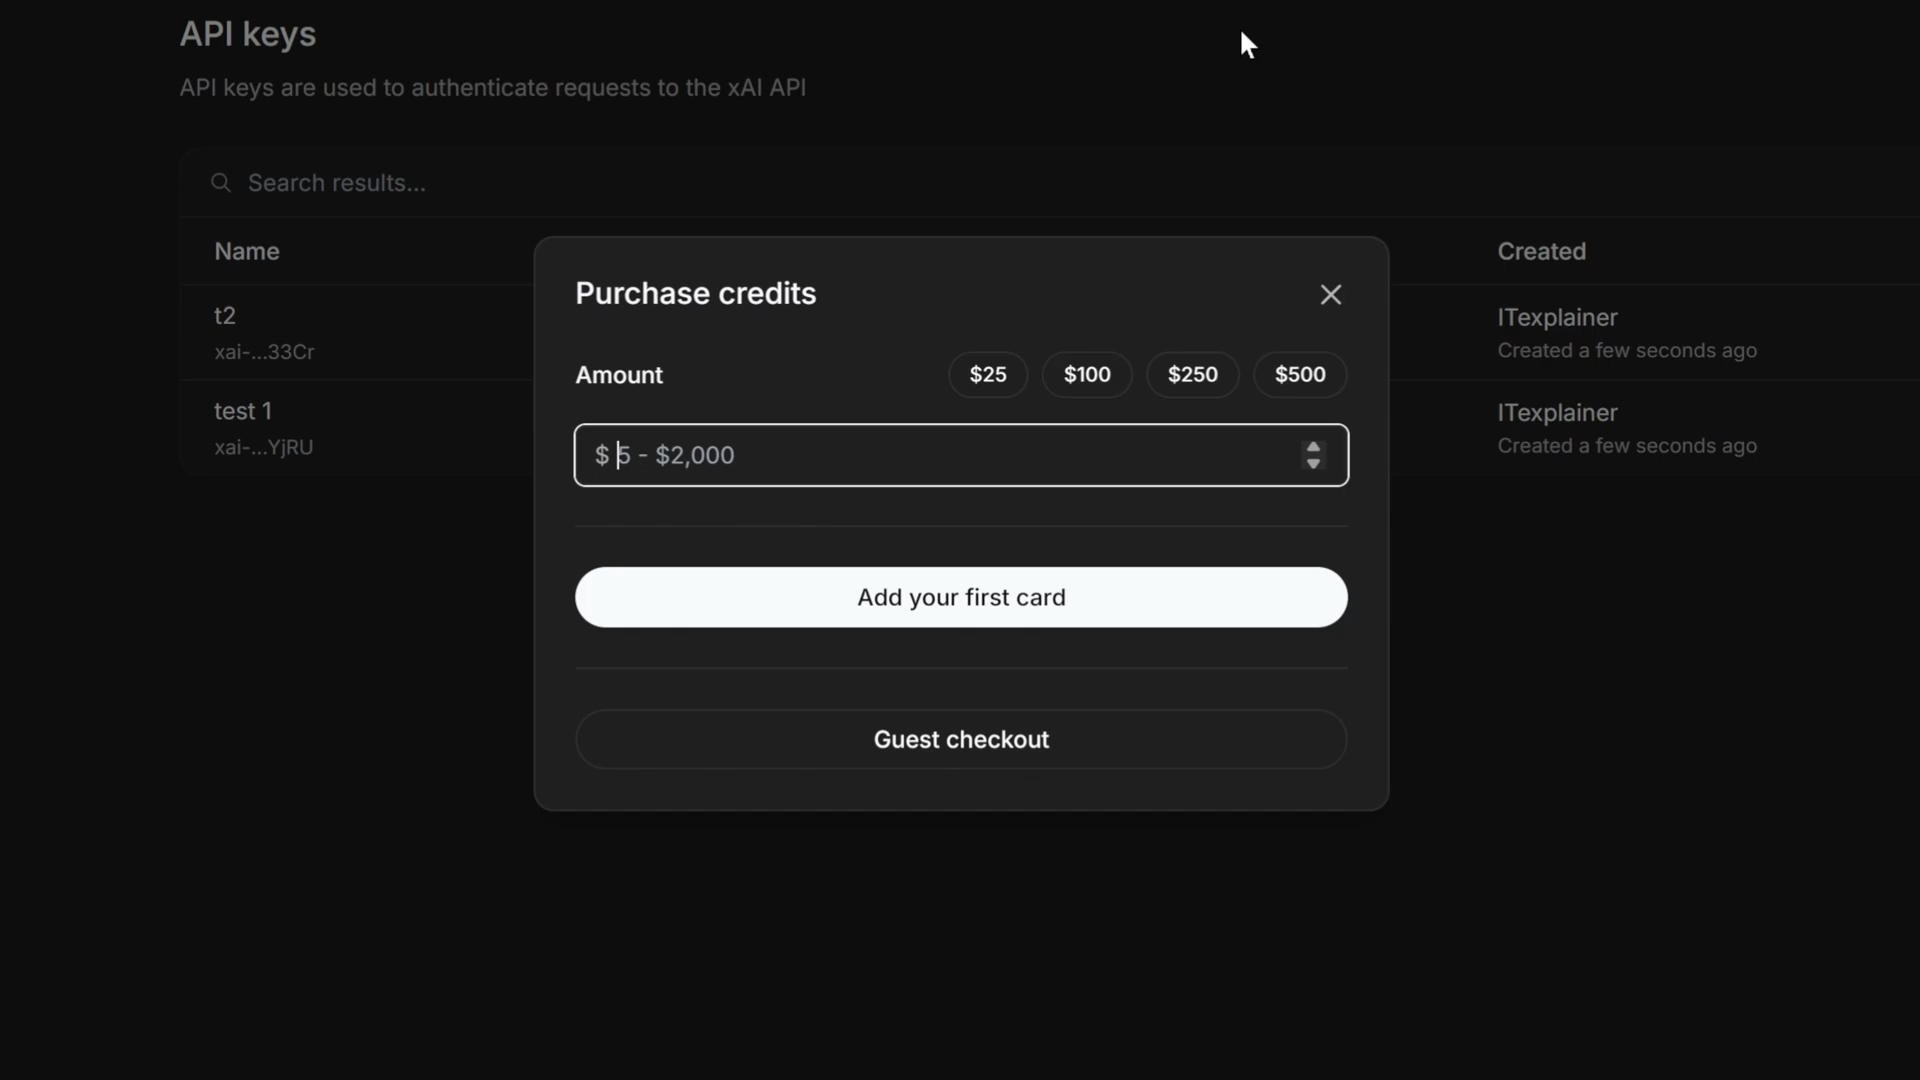 API keys
API keys are used to authenticate requests to the xAI API
Search results...
Name
Created
t2
xai-...33Cr
ITexplainer
Created a few seconds ago
test 1
xai-...YjRU
ITexplainer
Created a few seconds ago
Purchase credits
Amount
$25
$100
$250
$500
$ 5 - $2,000
Add your first card
Guest checkout